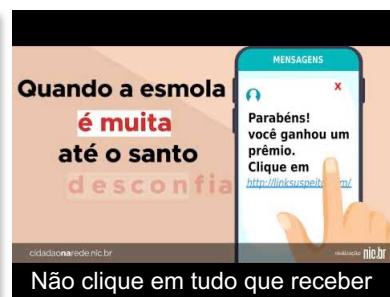 Quando a esmola
é muita
até o santo
desconfia
MENSAGENS
x
Parabéns!
você ganhou um
prêmio.
Clique em
cidadaonarede.nic.br
realização nic.br
Não clique em tudo que receber